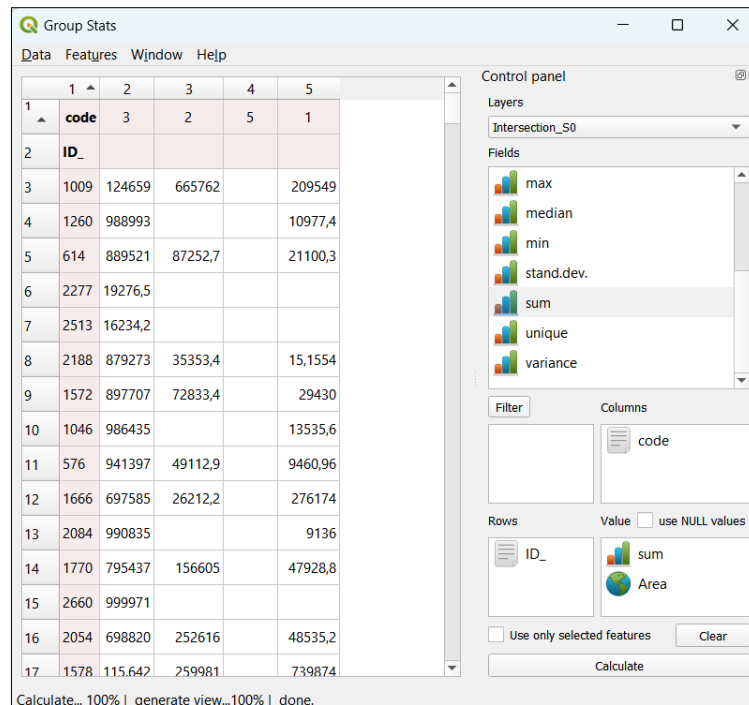 Group Stats
Data Features Window Help
1 2 3 4 5
1 code 3 2 5 1
2 ID_
3 1009 124659 665762 209549
4 1260 988993 10977,4
5 614 889521 87252,7 21100,3
6 2277 19276,5
7 2513 16234,2
8 2188 879273 35353,4 15,1554
9 1572 897707 72833,4 29430
10 1046 986435 13535,6
11 576 941397 49112,9 9460,96
12 1666 697585 26212,2 276174
13 2084 990835 9136
14 1770 795437 156605 47928,8
15 2660 999971
16 2054 698820 252616 48535,2
17 1578 115,642 259981 739874
Control panel
Layers
Intersection_S0
Fields
max
median
min
stand.dev.
sum
unique
variance
Filter
Columns
code
Rows
ID_
Value use NULL values
sum
Area
Use only selected features Clear
Calculate
Calculate... 100% | generate view...100% | done.